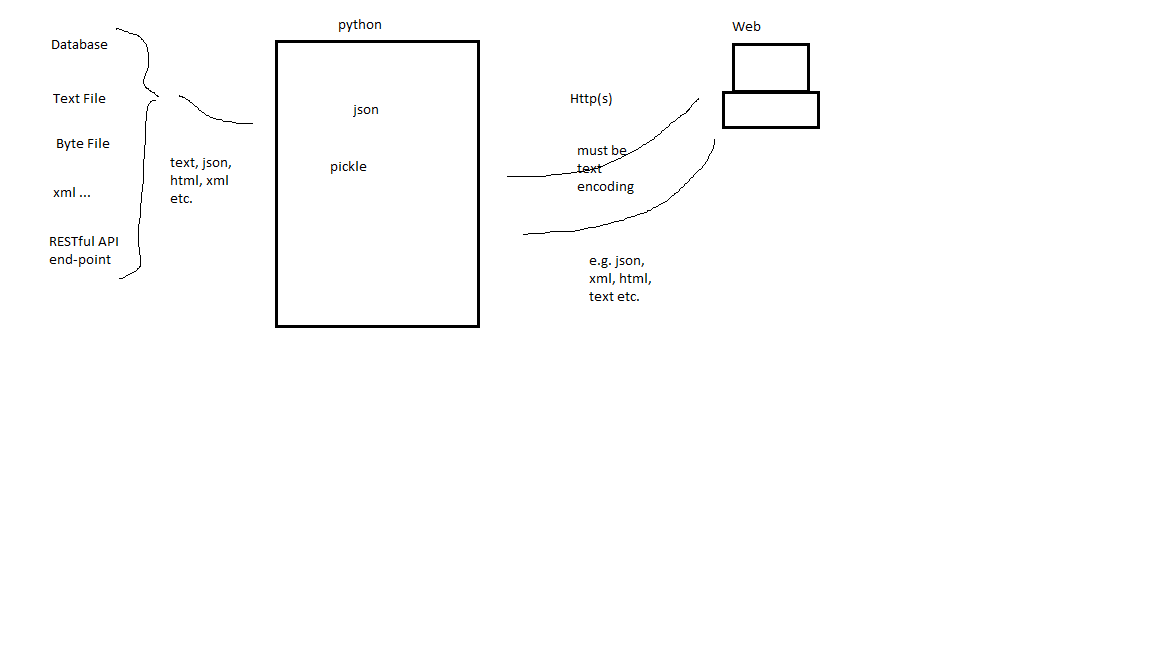 Database
Text File
Byte File
xml ...
RESTful API
end-point
text, json,
html, xml
etc.
python
json
pickle
Http(s)
must be
text
encoding
e.g. json,
xml, html,
text etc.
Web